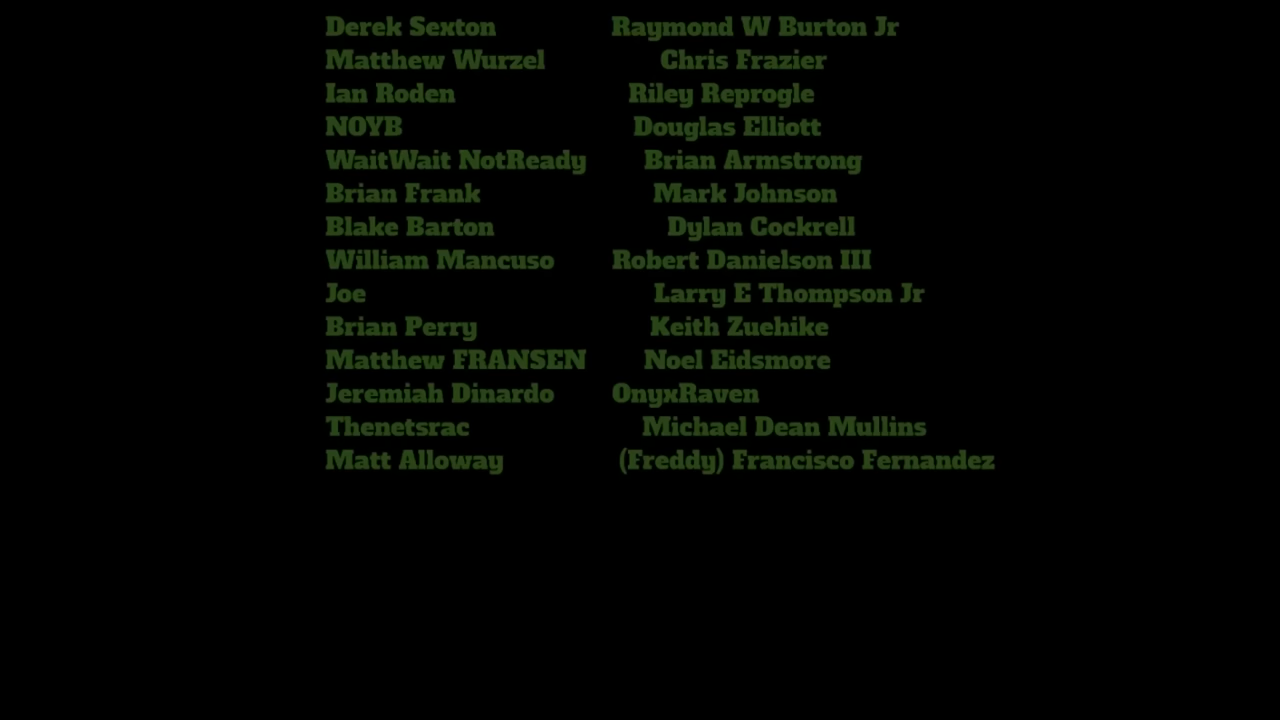 Derek Sexton Raymond W Burton Jr
Matthew Wurzel Chris Frazier
Ian Roden Riley Reprogle
NOYB Douglas Elliott
WaitWait NotReady Brian Armstrong
Brian Frank Mark Johnson
Blake Barton Dylan Cockrell
William Mancuso Robert Danielson III
Joe Larry E Thompson Jr
Brian Perry Keith Zuehike
Matthew FRANSEN Noel Eidsmore
Jeremiah Dinardo OnyxRaven
Thenetsrac Michael Dean Mullins
Matt Alloway (Freddy) Francisco Fernandez